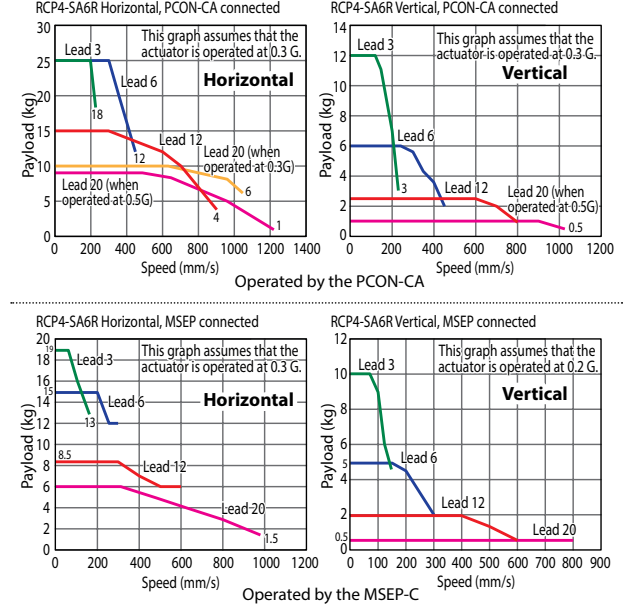 RCP4-SA6R Horizontal, PCON-CA connected
This graph assumes that the
actuator is operated at 0.3 G.
Horizontal
Payload (kg)
30
25
20
15
10
5
0
Lead 3
Lead 6
Lead 12
Lead 20 (when
operated at 0.3G)
Lead 20 (when
operated at 0.5G)
18
12
6
4
1
0 200 400 600 800 1000 1200 1400
Speed (mm/s)
RCP4-SA6R Vertical, PCON-CA connected
This graph assumes that the
actuator is operated at 0.3 G.
Vertical
Payload (kg)
14
12
10
8
6
4
2
0
Lead 3
Lead 6
Lead 12
Lead 20 (when
operated at 0.5G)
3
0.5
0 200 400 600 800 1000 1200
Speed (mm/s)
Operated by the PCON-CA
RCP4-SA6R Horizontal, MSEP connected
This graph assumes that the
actuator is operated at 0.3 G.
Horizontal
Payload (kg)
20
19
18
16
15
14
12
10
8
6
4
2
0
Lead 3
Lead 6
Lead 12
Lead 20
13
8.5
1.5
0 200 400 600 800 1000 1200
Speed (mm/s)
RCP4-SA6R Vertical, MSEP connected
This graph assumes that the
actuator is operated at 0.2 G.
Vertical
Payload (kg)
12
10
8
6
5
4
2
0.5
0
Lead 3
Lead 6
Lead 12
Lead 20
0 100 200 300 400 500 600 700 800 900
Speed (mm/s)
Operated by the MSEP-C